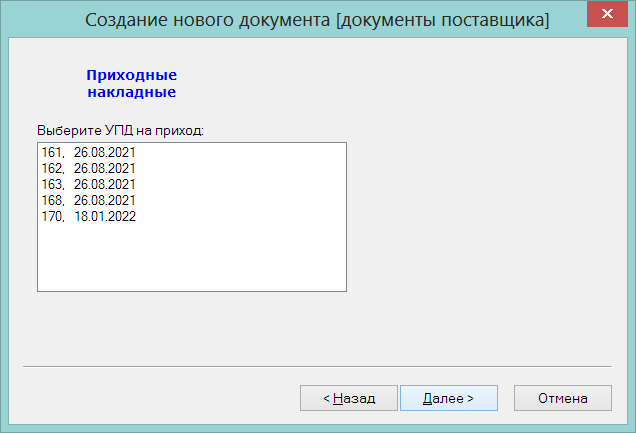 Создание нового документа [документы поставщика]
Приходные
накладные
Выберите УПД на приход:
161, 26.08.2021
162, 26.08.2021
163, 26.08.2021
168, 26.08.2021
170, 18.01.2022
< Назад
Далее >
Отмена